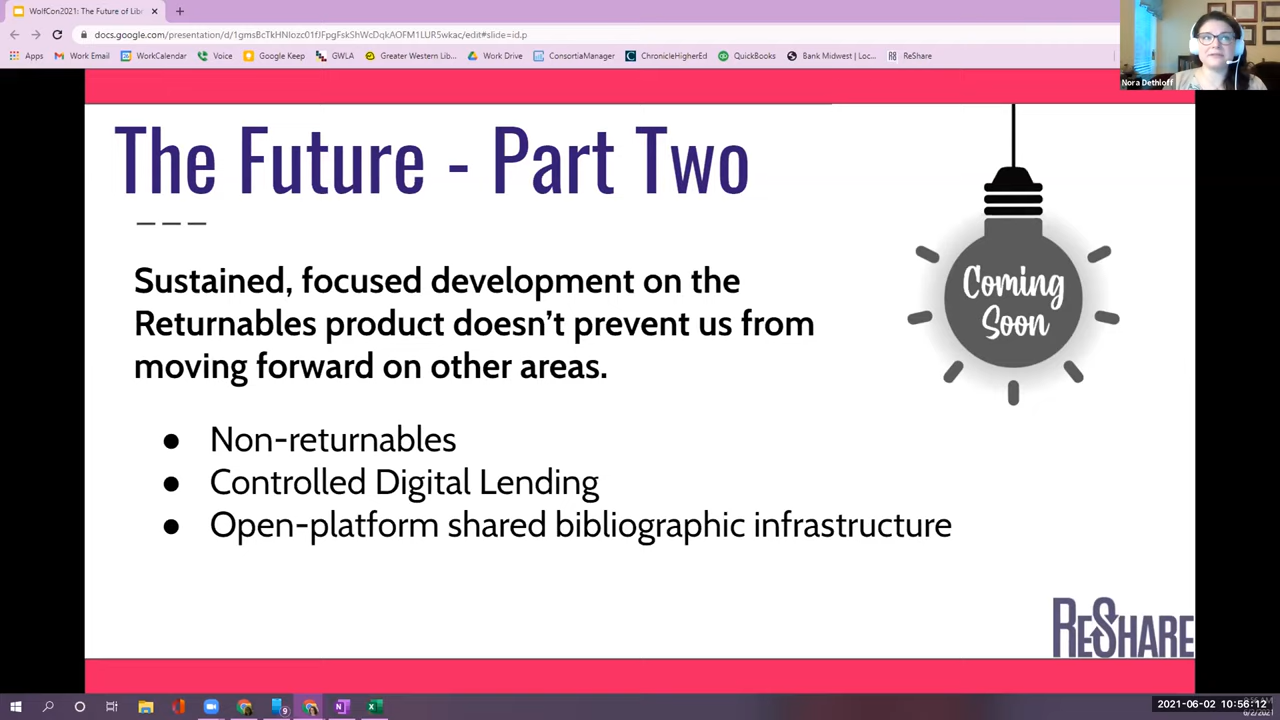 WolfCon2021: The Future of Libr
docs.google.com/presentation/d/1gmsBcTkHNIozc01fJFpgFskShWcDqkAOFM1LUR5wkac/edit#slide=id.p
Apps Work Email WorkCalendar Voice Google Keep GWLA Greater Western Lib... Work Drive ConsortiaManager ChronicleHigherEd QuickBooks Bank Midwest | Loc... ReShare
Nora Dethloff
The Future - Part Two
Coming
Soon
Sustained, focused development on the
Returnables product doesn’t prevent us from
moving forward on other areas.
● Non-returnables
● Controlled Digital Lending
● Open-platform shared bibliographic infrastructure
RESHARE
2021-06-02 10:56:12